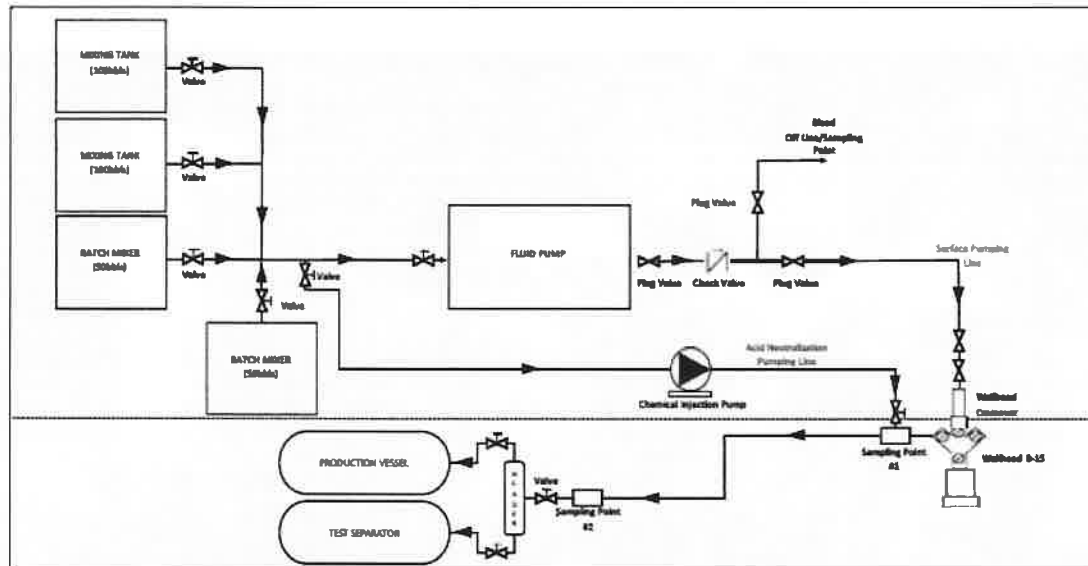 MIXING TANK
(100bbls)
Valve
MIXING TANK
(100bbls)
Valve
BATCH MIXER
(50bbls)
Valve
BATCH MIXER
(50bbls)
Valve
Valve
FLUID PUMP
Plug Valve
Check Valve
Plug Valve
Plug Valve
Bleed
Off Line/Sampling
Point
Surface Pumping
Line
Acid Neutralization
Pumping Line
Chemical Injection Pump
Wellhead
Crossover
Wellhead B-15
Sampling Point
#1
PRODUCTION VESSEL
TEST SEPARATOR
HEADER
Valve
Sampling Point
#2